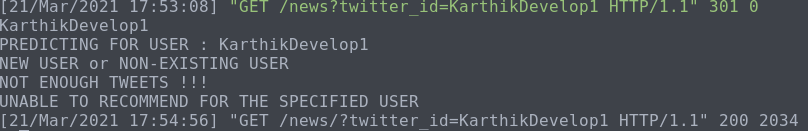 [21/Mar/2021 17:53:08] "GET /news?twitter_id=KarthikDevelop1 HTTP/1.1" 301 0
KarthikDevelop1
PREDICTING FOR USER : KarthikDevelop1
NEW USER or NON-EXISTING USER
NOT ENOUGH TWEETS !!!
UNABLE TO RECOMMEND FOR THE SPECIFIED USER
[21/Mar/2021 17:54:56] "GET /news/?twitter_id=KarthikDevelop1 HTTP/1.1" 200 2034